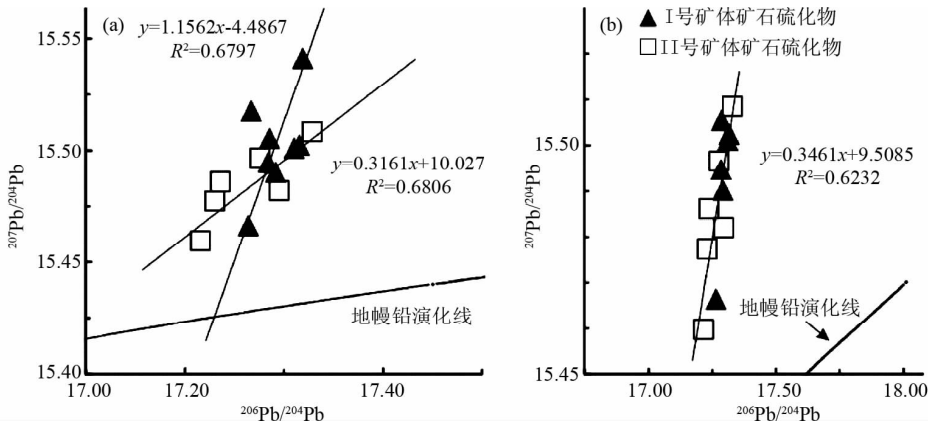 (a)
y=1.1562x-4.4867
R²=0.6797
y=0.3161x+10.027
R²=0.6806
地幔铅演化线
15.55
15.50
15.45
15.40
17.00
17.20
17.40
²⁰⁷Pb/²⁰⁴Pb
²⁰⁶Pb/²⁰⁴Pb
(b)
I号矿体矿石硫化物
II号矿体矿石硫化物
y=0.3461x+9.5085
R²=0.6232
地幔铅演化线
15.50
15.45
17.00
17.50
18.00
²⁰⁷Pb/²⁰⁴Pb
²⁰⁶Pb/²⁰⁴Pb